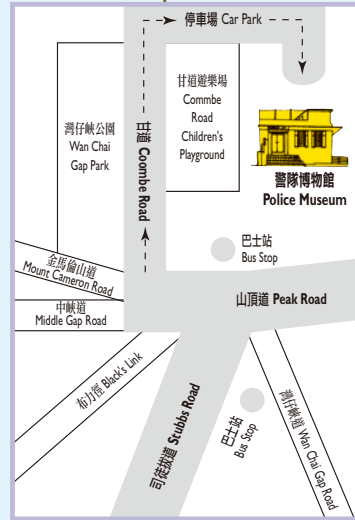 停車場 Car Park
甘道遊樂場
Commbe
Road
Children's
Playground
灣仔峽公園
Wan Chai
Gap Park
甘道 Coombe Road
警隊博物館
Police Museum
巴士站
Bus Stop
金馬倫山道
Mount Cameron Road
山頂道 Peak Road
中峽道
Middle Gap Road
布力徑 Black's Link
司徒拔道 Stubbs Road
巴士站
Bus Stop
灣仔峽道 Wan Chai Gap Road